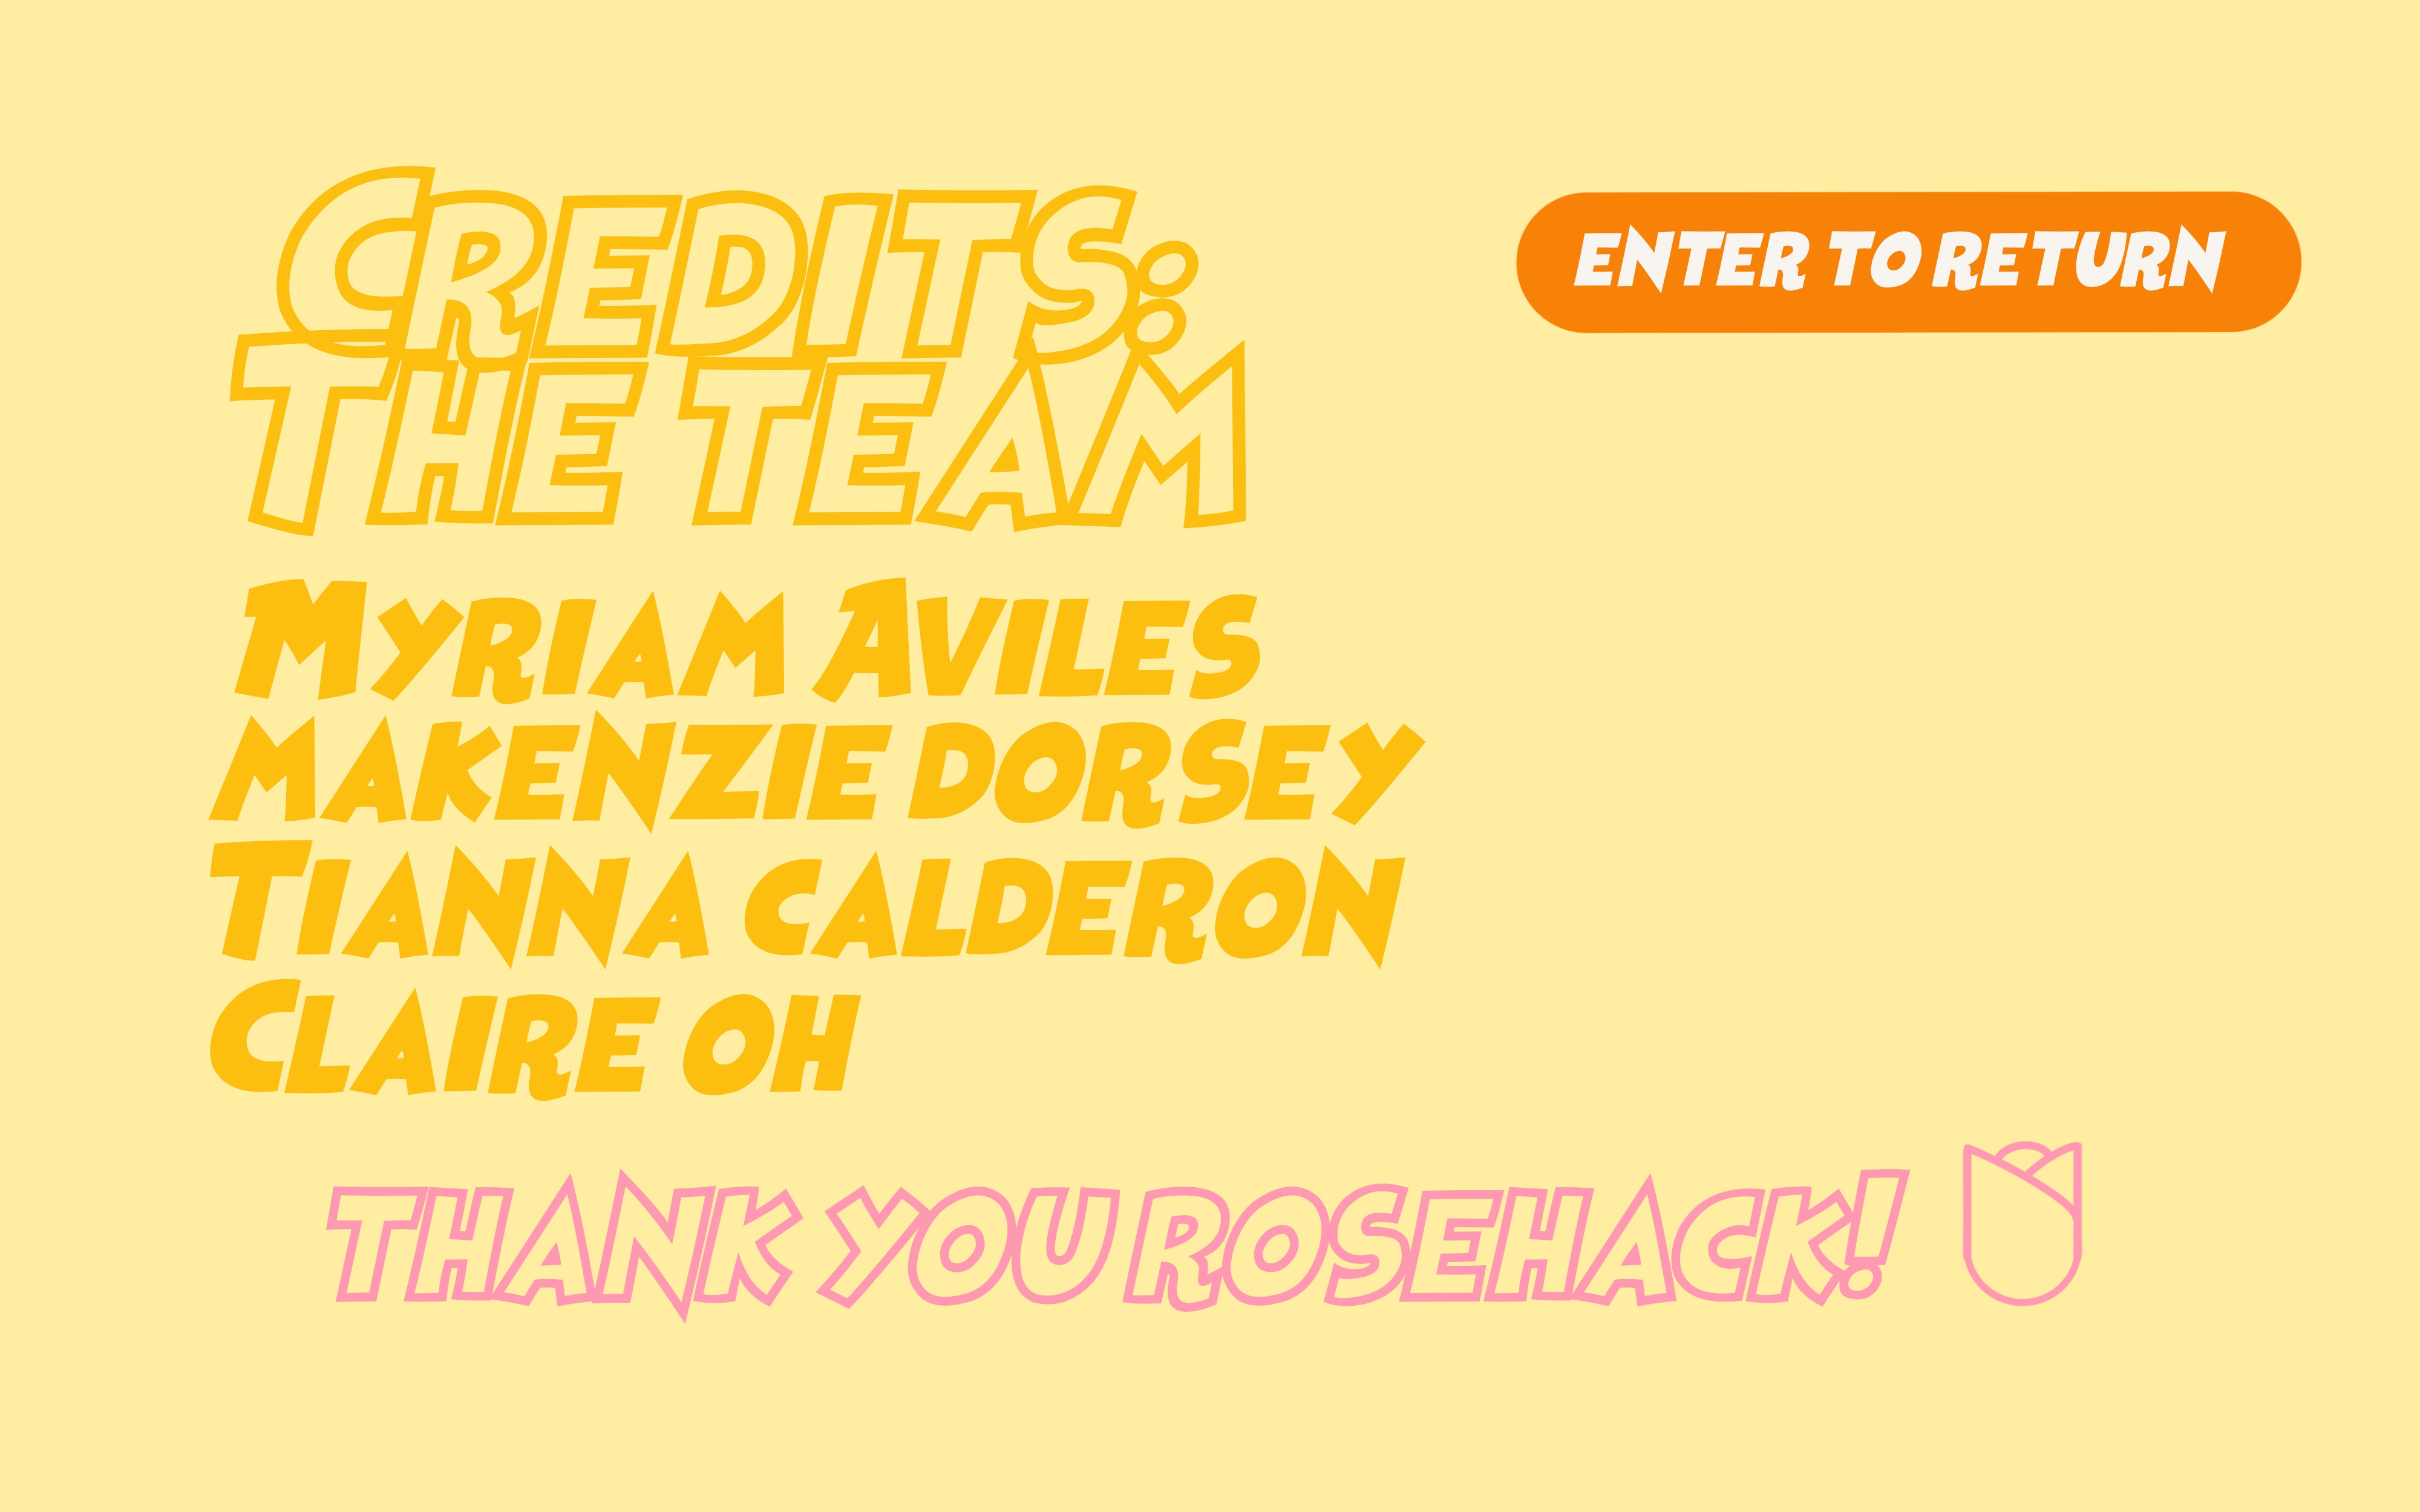 CREDITS:
THE TEAM
ENTER TO RETURN
MYRIAM AVILES
MAKENZIE DORSEY
TIANNA CALDERON
CLAIRE OH
THANK YOU ROSEHACK!